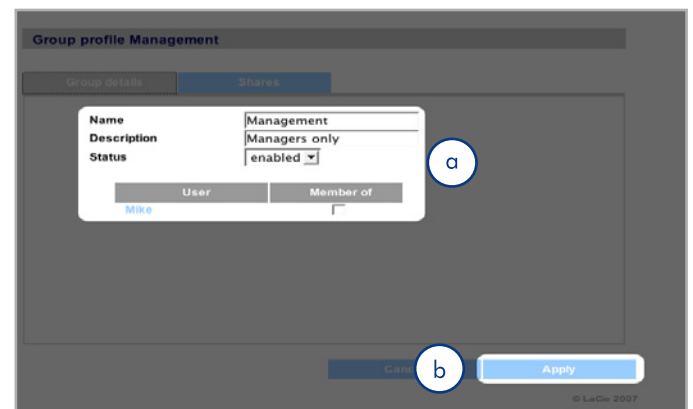 Group profile Management
Group details Shares
Name Management
Description Managers only
Status enabled
a
User Member of
Mike
b Apply
© LaCie 2007